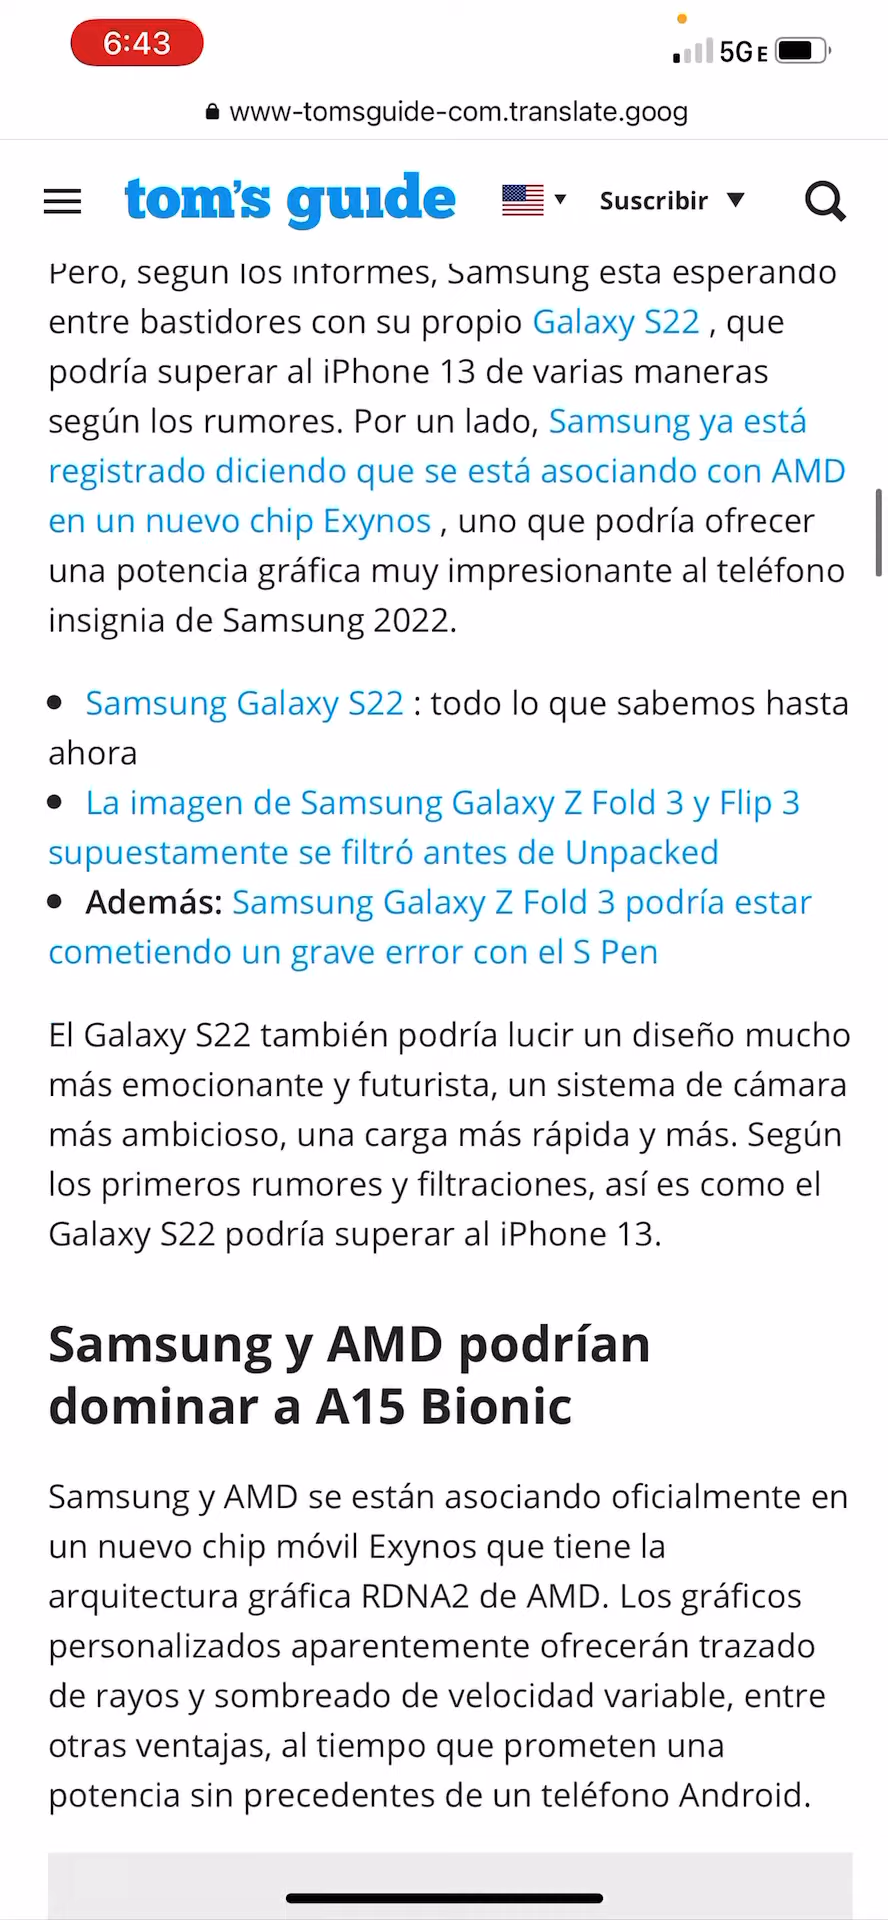 6:43
5GE
www-tomsguide-com.translate.goog
tom's guide
Suscribir
Pero, según los informes, Samsung está esperando
entre bastidores con su propio Galaxy S22 , que
podría superar al iPhone 13 de varias maneras
según los rumores. Por un lado, Samsung ya está
registrado diciendo que se está asociando con AMD
en un nuevo chip Exynos , uno que podría ofrecer
una potencia gráfica muy impresionante al teléfono
insignia de Samsung 2022.
• Samsung Galaxy S22 : todo lo que sabemos hasta
ahora
• La imagen de Samsung Galaxy Z Fold 3 y Flip 3
supuestamente se filtró antes de Unpacked
• Además: Samsung Galaxy Z Fold 3 podría estar
cometiendo un grave error con el S Pen
El Galaxy S22 también podría lucir un diseño mucho
más emocionante y futurista, un sistema de cámara
más ambicioso, una carga más rápida y más. Según
los primeros rumores y filtraciones, así es como el
Galaxy S22 podría superar al iPhone 13.
Samsung y AMD podrían
dominar a A15 Bionic
Samsung y AMD se están asociando oficialmente en
un nuevo chip móvil Exynos que tiene la
arquitectura gráfica RDNA2 de AMD. Los gráficos
personalizados aparentemente ofrecerán trazado
de rayos y sombreado de velocidad variable, entre
otras ventajas, al tiempo que prometen una
potencia sin precedentes de un teléfono Android.